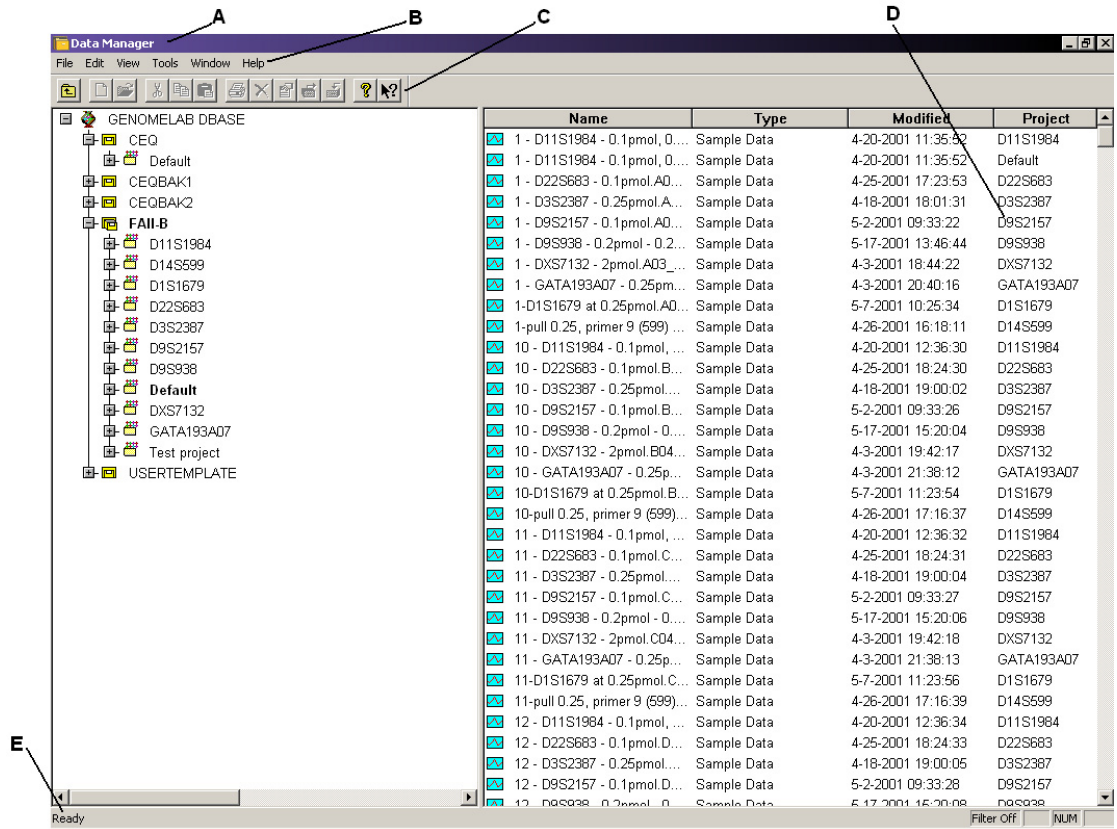 A B C D
Data Manager
File Edit View Tools Window Help
GENOMELAB DBASE
CEQ
Default
CEQBAK1
CEQBAK2
FAII-B
D11S1984
D14S599
D1S1679
D22S683
D3S2387
D9S2157
D9S938
Default
DXS7132
GATA193A07
Test project
USERTEMPLATE
Name Type Modified Project
1 - D11S1984 - 0.1pmol, 0.... Sample Data 4-20-2001 11:35:52 D11S1984
1 - D11S1984 - 0.1pmol, 0.... Sample Data 4-20-2001 11:35:52 Default
1 - D22S683 - 0.1pmol.A0... Sample Data 4-25-2001 17:23:53 D22S683
1 - D3S2387 - 0.25pmol.A... Sample Data 4-18-2001 18:01:31 D3S2387
1 - D9S2157 - 0.1pmol.A0... Sample Data 5-2-2001 09:33:22 D9S2157
1 - D9S938 - 0.2pmol - 0.2... Sample Data 5-17-2001 13:46:44 D9S938
1 - DXS7132 - 2pmol.A03_... Sample Data 4-3-2001 18:44:22 DXS7132
1 - GATA193A07 - 0.25pm... Sample Data 4-3-2001 20:40:16 GATA193A07
1-D1S1679 at 0.25pmol.A0... Sample Data 5-7-2001 10:25:34 D1S1679
1-pull 0.25, primer 9 (599) ... Sample Data 4-26-2001 16:18:11 D14S599
10 - D11S1984 - 0.1pmol, ... Sample Data 4-20-2001 12:36:30 D11S1984
10 - D22S683 - 0.1pmol.B... Sample Data 4-25-2001 18:24:30 D22S683
10 - D3S2387 - 0.25pmol.... Sample Data 4-18-2001 19:00:02 D3S2387
10 - D9S2157 - 0.1pmol.B... Sample Data 5-2-2001 09:33:26 D9S2157
10 - D9S938 - 0.2pmol - 0.... Sample Data 5-17-2001 15:20:04 D9S938
10 - DXS7132 - 2pmol.B04... Sample Data 4-3-2001 19:42:17 DXS7132
10 - GATA193A07 - 0.25p... Sample Data 4-3-2001 21:38:12 GATA193A07
10-D1S1679 at 0.25pmol.B... Sample Data 5-7-2001 11:23:54 D1S1679
10-pull 0.25, primer 9 (599)... Sample Data 4-26-2001 17:16:37 D14S599
11 - D11S1984 - 0.1pmol, ... Sample Data 4-20-2001 12:36:32 D11S1984
11 - D22S683 - 0.1pmol.C... Sample Data 4-25-2001 18:24:31 D22S683
11 - D3S2387 - 0.25pmol.... Sample Data 4-18-2001 19:00:04 D3S2387
11 - D9S2157 - 0.1pmol.C... Sample Data 5-2-2001 09:33:27 D9S2157
11 - D9S938 - 0.2pmol - 0.... Sample Data 5-17-2001 15:20:06 D9S938
11 - DXS7132 - 2pmol.C04... Sample Data 4-3-2001 19:42:18 DXS7132
11 - GATA193A07 - 0.25p... Sample Data 4-3-2001 21:38:13 GATA193A07
11-D1S1679 at 0.25pmol.C... Sample Data 5-7-2001 11:23:56 D1S1679
11-pull 0.25, primer 9 (599)... Sample Data 4-26-2001 17:16:39 D14S599
12 - D11S1984 - 0.1pmol, ... Sample Data 4-20-2001 12:36:34 D11S1984
12 - D22S683 - 0.1pmol.D... Sample Data 4-25-2001 18:24:33 D22S683
12 - D3S2387 - 0.25pmol.... Sample Data 4-18-2001 19:00:05 D3S2387
12 - D9S2157 - 0.1pmol.D... Sample Data 5-2-2001 09:33:28 D9S2157
12 - D9S938 - 0.2pmol - 0.... Sample Data 5-17-2001 15:20:08 D9S938
E
Ready Filter Off NUM